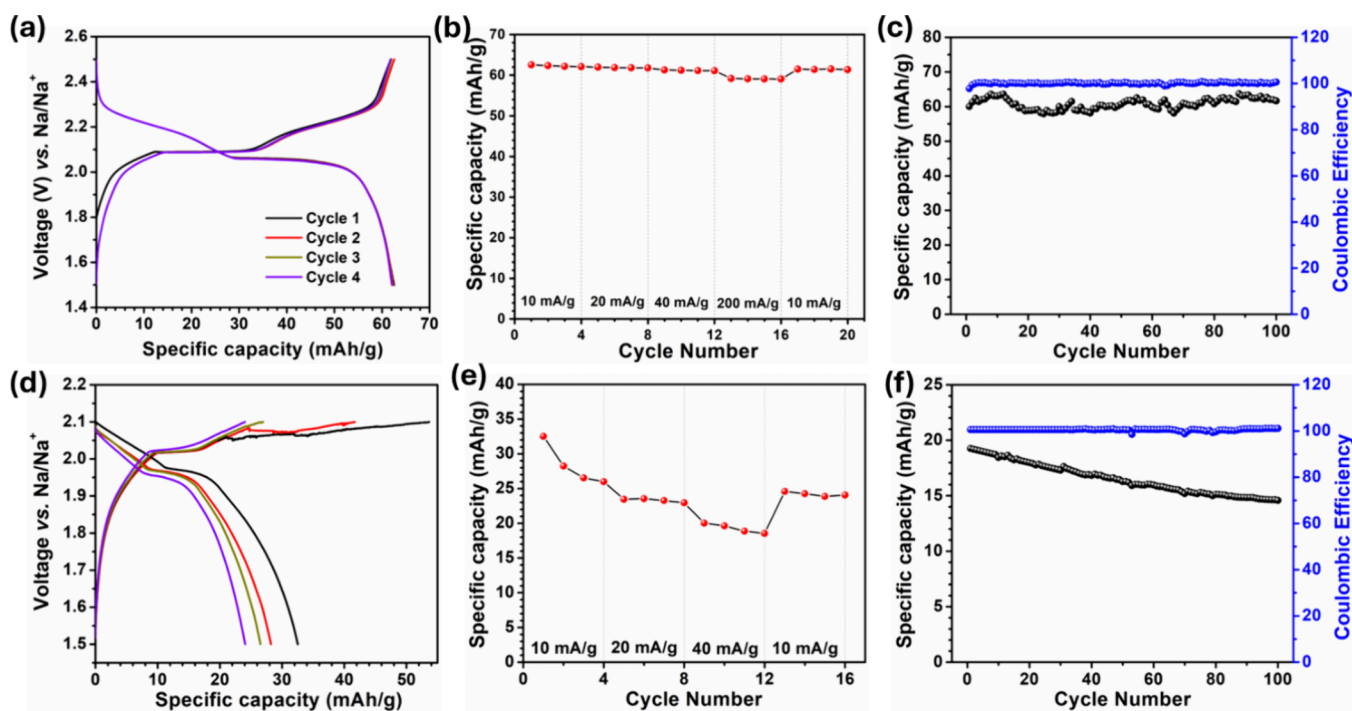 (a)
2.6
2.4
2.2
2.0
1.8
1.6
1.4
Voltage (V) vs. Na/Na⁺
Cycle 1
Cycle 2
Cycle 3
Cycle 4
0 10 20 30 40 50 60 70
Specific capacity (mAh/g)
(b)
70
60
50
40
30
20
10
0
Specific capacity (mAh/g)
10 mA/g 20 mA/g 40 mA/g 200 mA/g 10 mA/g
0 4 8 12 16 20
Cycle Number
(c)
80
70
60
50
40
30
20
10
0
Specific capacity (mAh/g)
120
100
80
60
40
20
0
Coulombic Efficiency
0 20 40 60 80 100
Cycle Number
(d)
2.2
2.1
2.0
1.9
1.8
1.7
1.6
1.5
1.4
Voltage vs. Na/Na⁺
0 10 20 30 40 50
Specific capacity (mAh/g)
(e)
40
35
30
25
20
15
10
5
0
Specific capacity (mAh/g)
10 mA/g 20 mA/g 40 mA/g 10 mA/g
0 4 8 12 16
Cycle Number
(f)
25
20
15
10
5
0
Specific capacity (mAh/g)
120
100
80
60
40
20
0
Coulombic Efficiency
0 20 40 60 80 100
Cycle Number